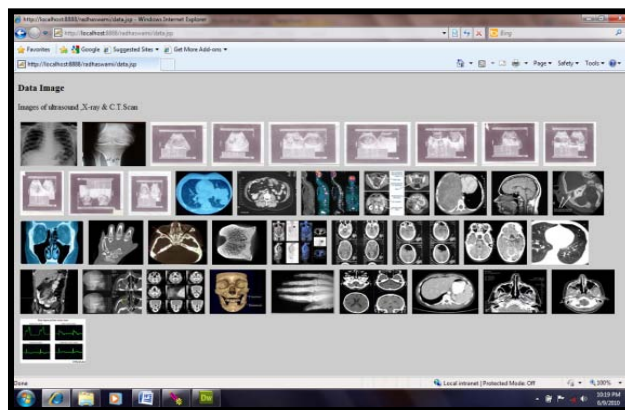 http://localhost:8888/radhaswami/data.jsp - Windows Internet Explorer
http://localhost:8888/radhaswami/data.jsp
Bing
Favorites Google Suggested Sites Get More Add-ons
http://localhost:8888/radhaswami/data.jsp
Page Safety Tools
Data Image
Images of ultrasound ,X-ray & C.T.Scan
Done
Local intranet | Protected Mode: Off
100%
Dw
10:19 PM
6/9/2010